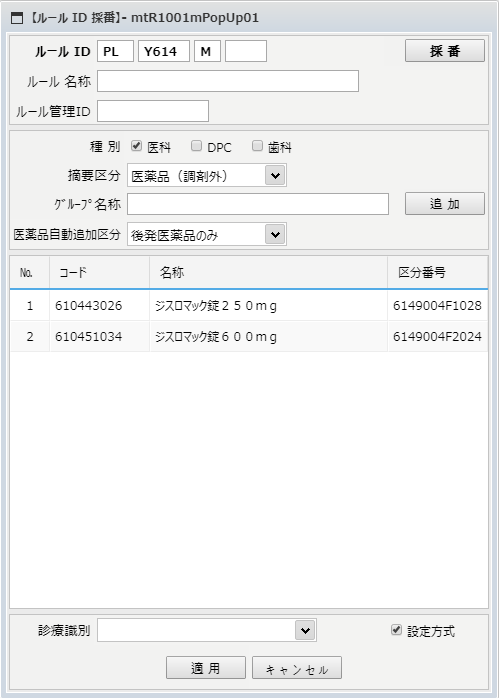 【ルール ID 採番】- mtR1001mPopUp01
ルール ID PL Y614 M 採 番
ルール 名称
ルール管理ID
種 別 医科 DPC 歯科
摘要区分 医薬品（調剤外）
ｸﾞﾙｰﾌﾟ名称 追 加
医薬品自動追加区分 後発医薬品のみ
No. コード 名称 区分番号
1 610443026 ジスロマック錠２５０ｍｇ 6149004F1028
2 610451034 ジスロマック錠６００ｍｇ 6149004F2024
診療識別 設定方式
適 用 キャンセル